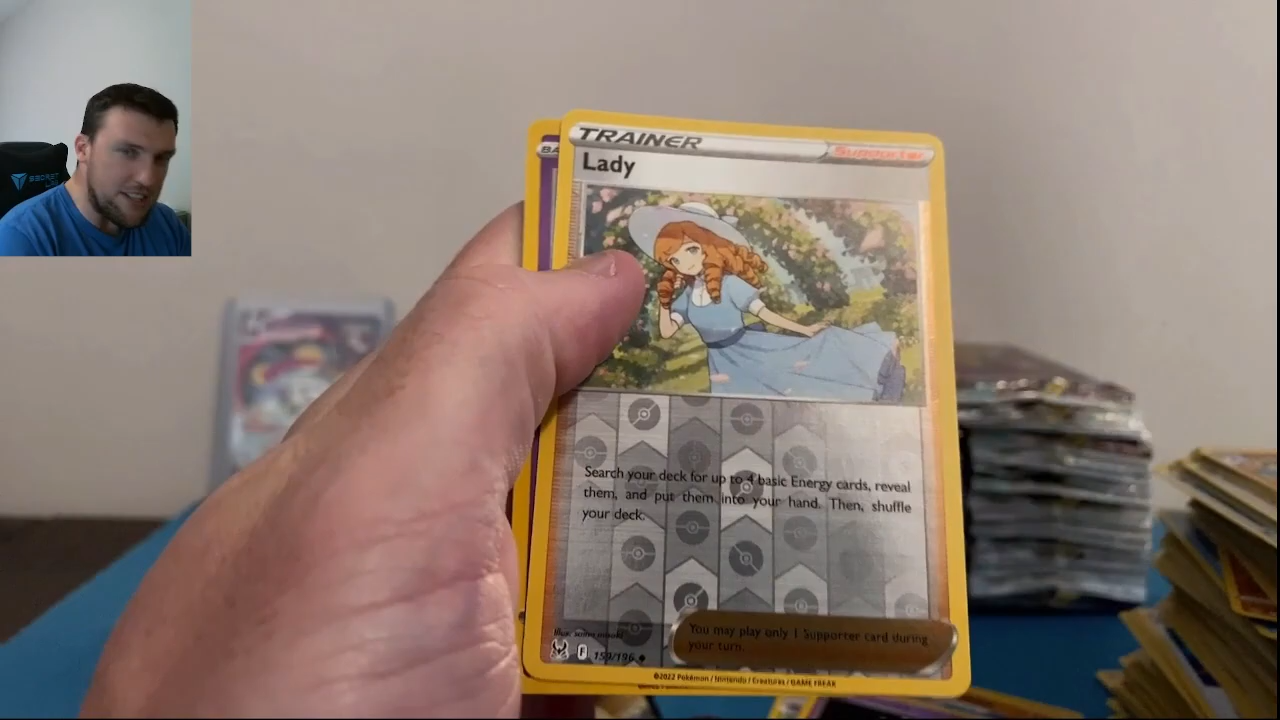 TRAINER
Supporter
BA
Lady
Search your deck for up to 4 basic Energy cards, reveal
them, and put them into your hand. Then, shuffle
your deck.
You may play only 1 Supporter card during
your turn.
F 159/196
©2022 Pokémon / Nintendo / Creatures / GAME FREAK